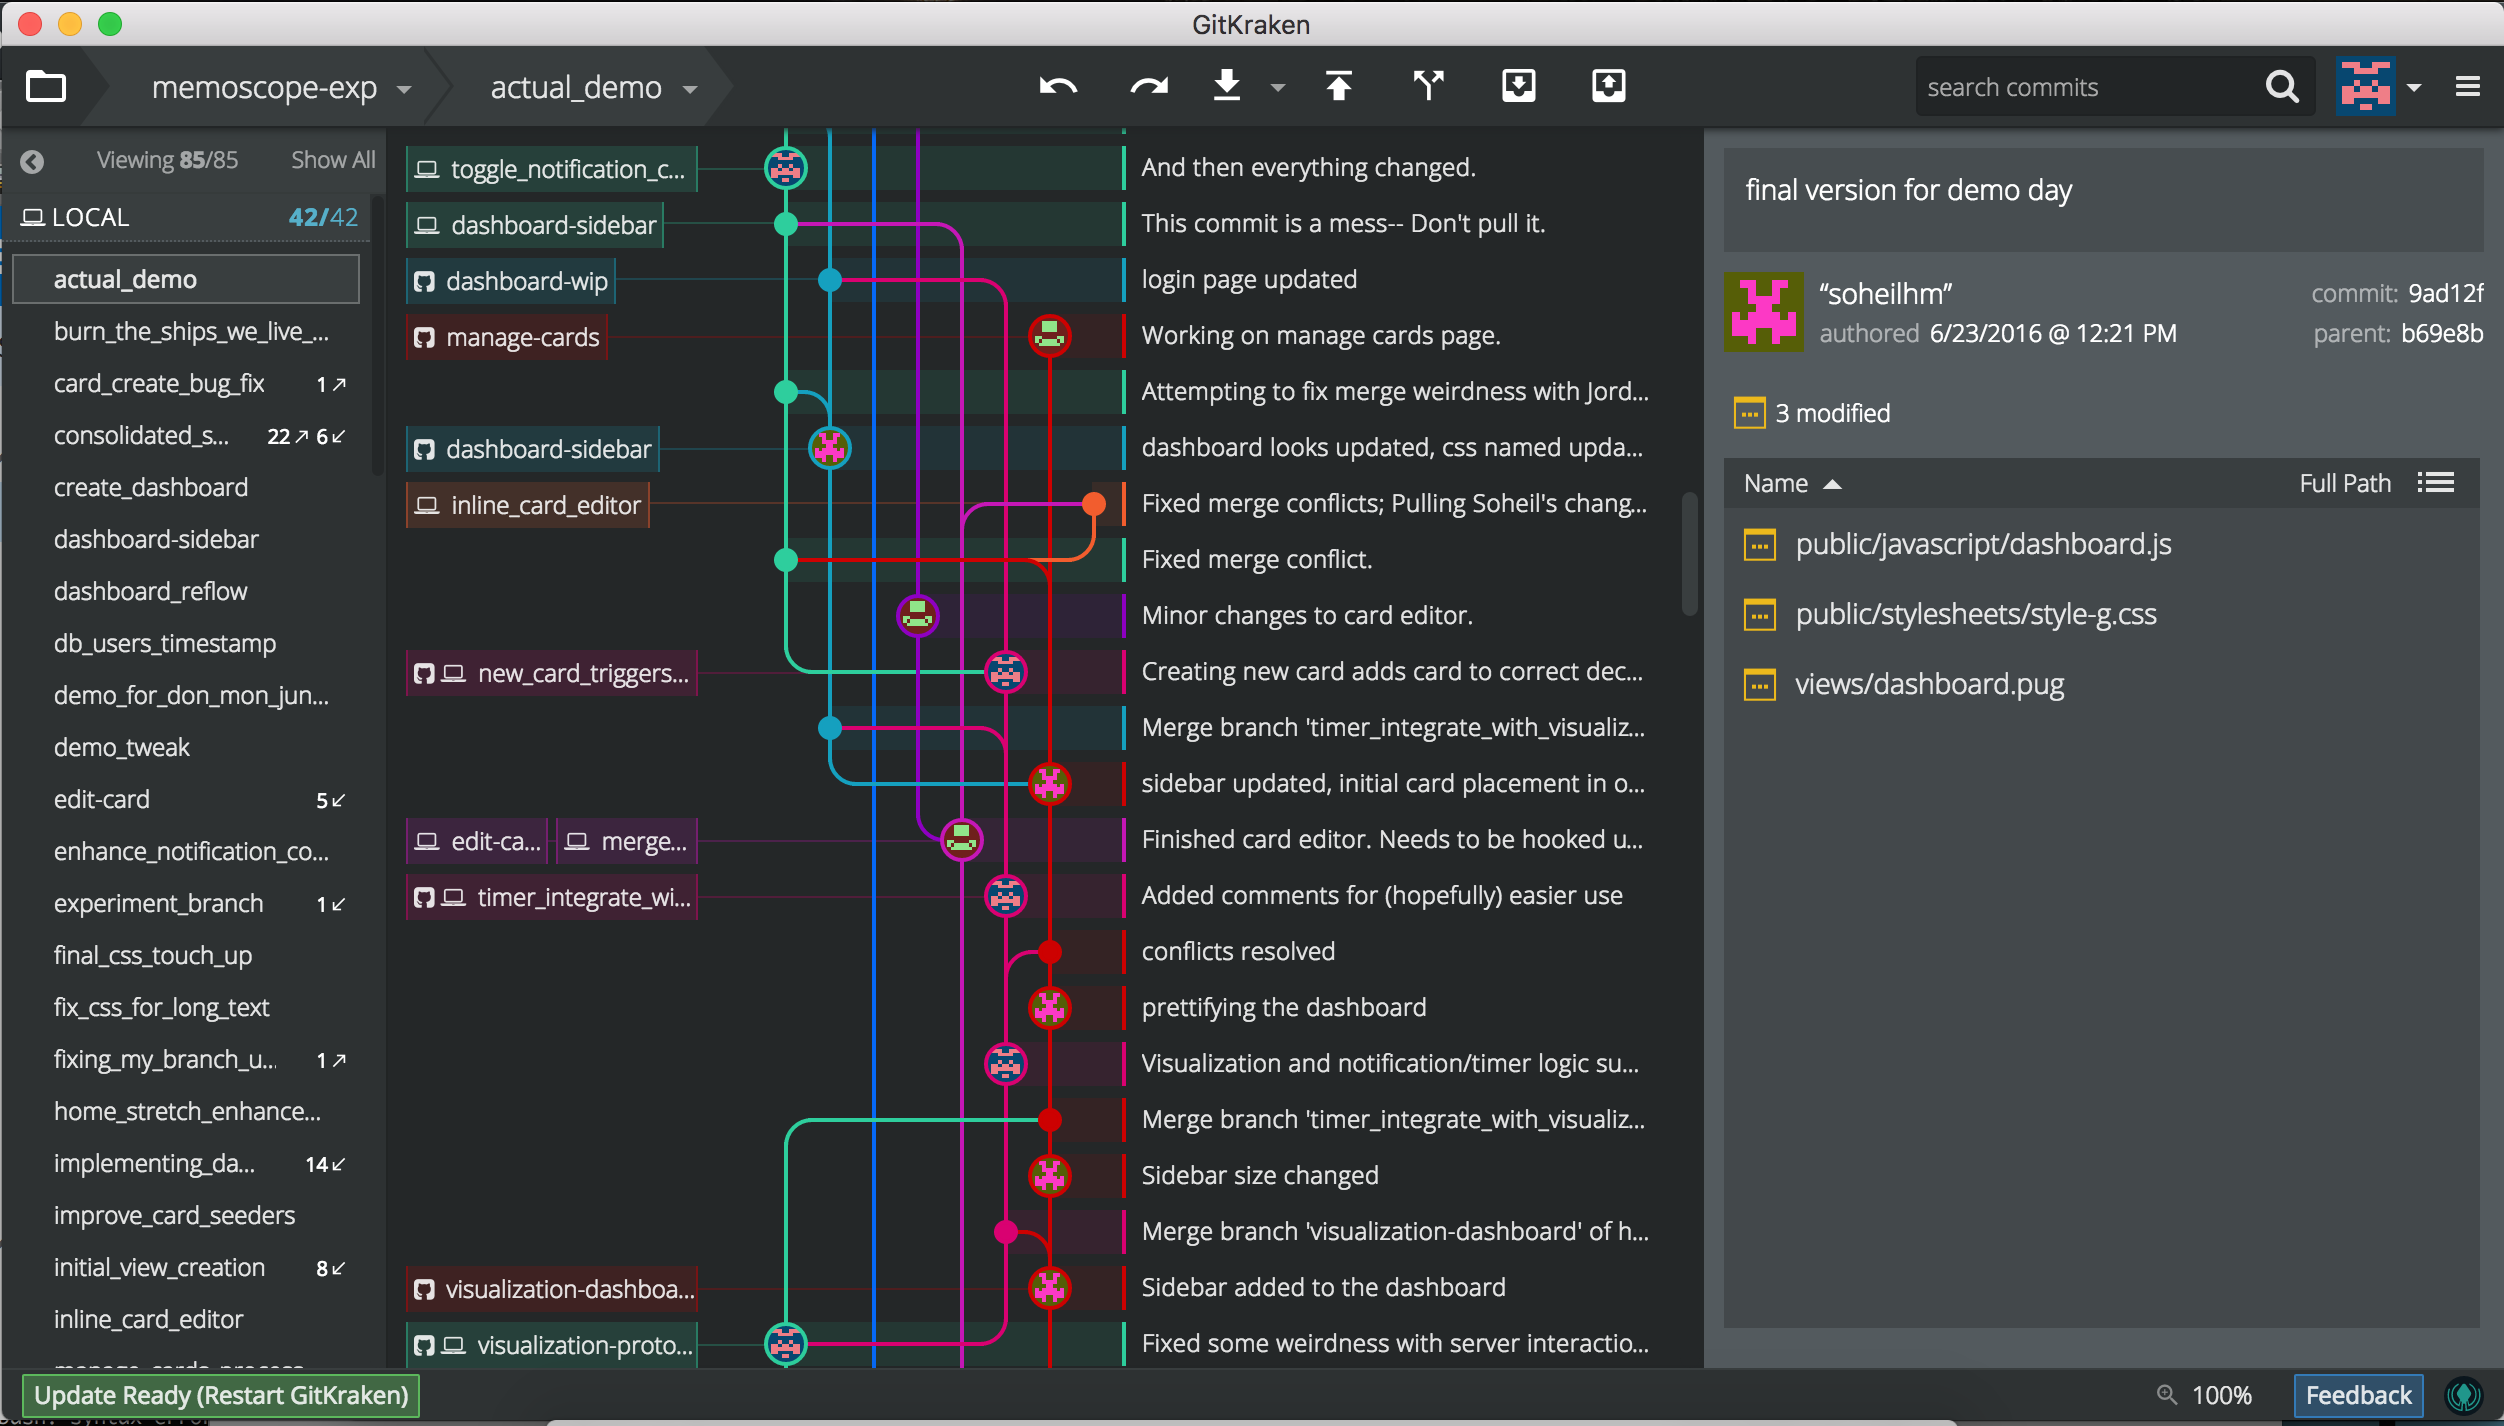 GitKraken
memoscope-exp
actual_demo
search commits
Viewing 85/85
Show All
LOCAL
42/42
actual_demo
burn_the_ships_we_live_...
card_create_bug_fix 1
consolidated_s... 22 6
create_dashboard
dashboard-sidebar
dashboard_reflow
db_users_timestamp
demo_for_don_mon_jun...
demo_tweak
edit-card 5
enhance_notification_co...
experiment_branch 1
final_css_touch_up
fix_css_for_long_text
fixing_my_branch_u... 1
home_stretch_enhance...
implementing_da... 14
improve_card_seeders
initial_view_creation 8
inline_card_editor
toggle_notification_c...
And then everything changed.
dashboard-sidebar
This commit is a mess-- Don't pull it.
dashboard-wip
login page updated
manage-cards
Working on manage cards page.
Attempting to fix merge weirdness with Jord...
dashboard-sidebar
dashboard looks updated, css named upda...
inline_card_editor
Fixed merge conflicts; Pulling Soheil's chang...
Fixed merge conflict.
Minor changes to card editor.
new_card_triggers...
Creating new card adds card to correct dec...
Merge branch 'timer_integrate_with_visualiz...
sidebar updated, initial card placement in o...
edit-ca...
merge...
Finished card editor. Needs to be hooked u...
timer_integrate_wi...
Added comments for (hopefully) easier use
conflicts resolved
prettifying the dashboard
Visualization and notification/timer logic su...
Merge branch 'timer_integrate_with_visualiz...
Sidebar size changed
Merge branch 'visualization-dashboard' of h...
visualization-dashboa...
Sidebar added to the dashboard
visualization-proto...
Fixed some weirdness with server interactio...
final version for demo day
“soheilhm”
commit: 9ad12f
authored 6/23/2016 @ 12:21 PM
parent: b69e8b
3 modified
Name
Full Path
public/javascript/dashboard.js
public/stylesheets/style-g.css
views/dashboard.pug
Update Ready (Restart GitKraken)
100%
Feedback